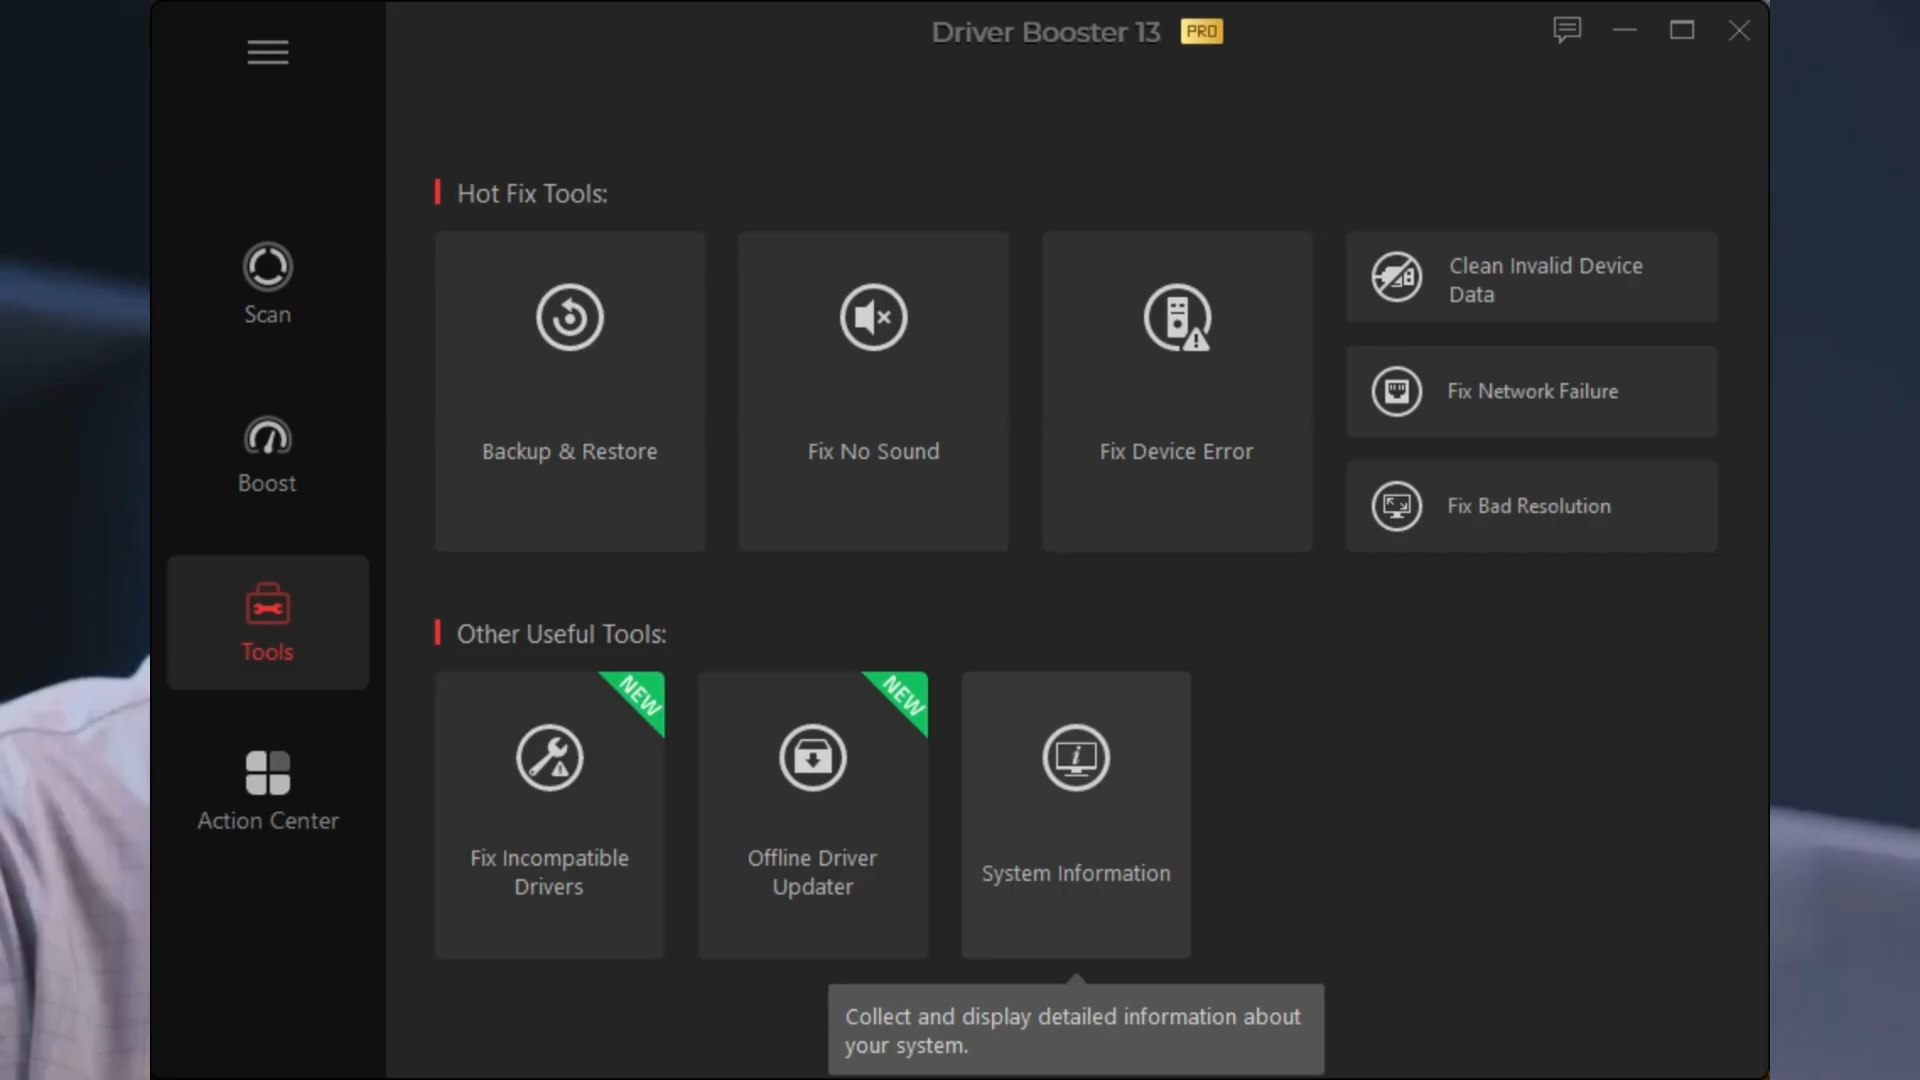 Driver Booster 13 PRO
Scan
Boost
Tools
Action Center
Hot Fix Tools:
Backup & Restore
Fix No Sound
Fix Device Error
Clean Invalid Device
Data
Fix Network Failure
Fix Bad Resolution
Other Useful Tools:
NEW
Fix Incompatible
Drivers
NEW
Offline Driver
Updater
System Information
Collect and display detailed information about
your system.